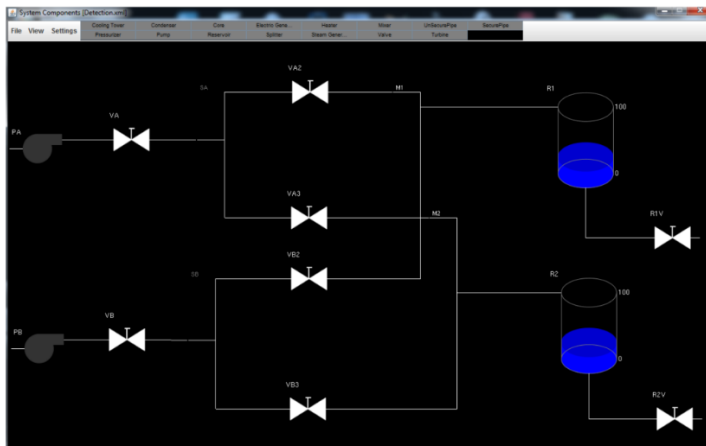 System Components [Detection.xml]
File View Settings
Cooling Tower Condenser Core Electric Gene... Heater Mixer UnSecurePipe SecurePipe
Pressurizer Pump Reservoir Splitter Steam Gener... Valve Turbine
VA2
SA M1 R1
100
PA VA
0
VA3
M2 R1V
VB2
SB R2
100
PB VB
0
VB3
R2V